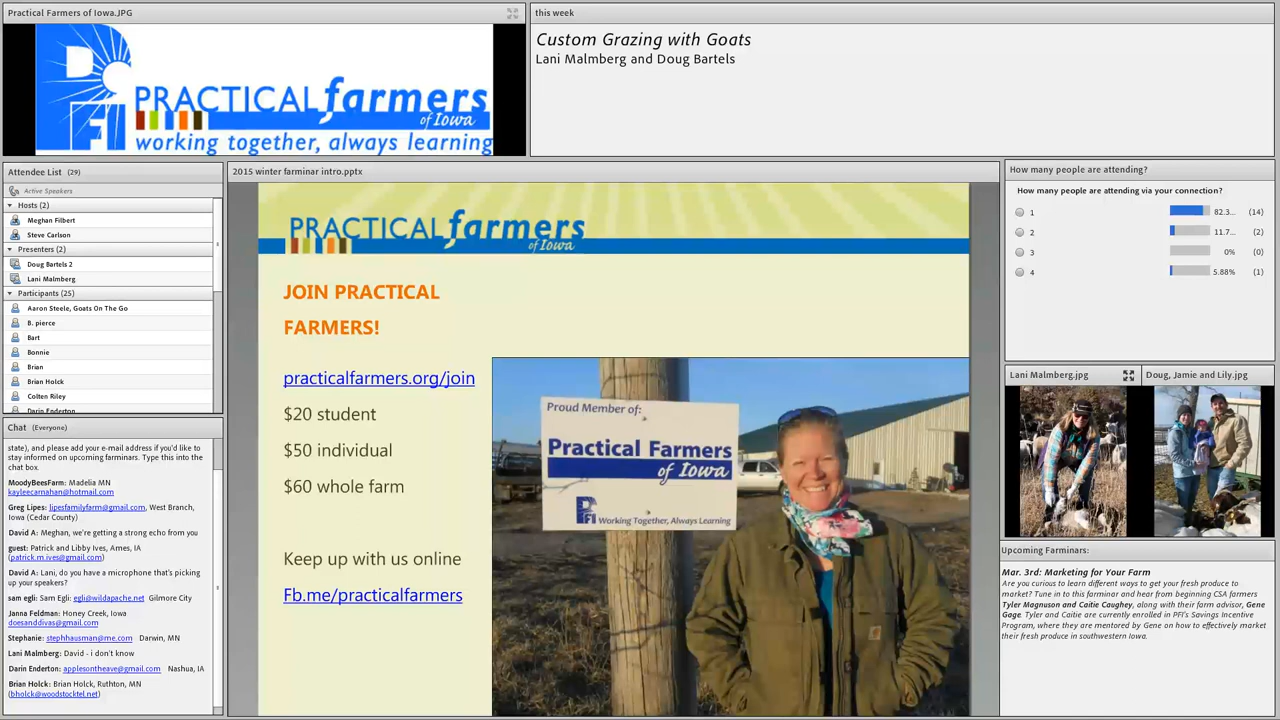 Practical Farmers of Iowa.JPG
PFI
PRACTICAL farmers
of Iowa
working together, always learning
this week
Custom Grazing with Goats
Lani Malmberg and Doug Bartels
Attendee List (29)
Active Speakers
Hosts (2)
Meghan Filbert
Steve Carlson
Presenters (2)
Doug Bartels 2
Lani Malmberg
Participants (25)
Aaron Steele, Goats On The Go
B. pierce
Bart
Bonnie
Brian
Brian Holck
Colten Riley
Darin Enderton
Chat (Everyone)
state), and please add your e-mail address if you'd like to
stay informed on upcoming farminars. Type this into the
chat box.
MoodyBeesFarm: Madelia MN
kayleecarnahan@hotmail.com
Greg Lipes: lipesfamilyfarm@gmail.com, West Branch,
Iowa (Cedar County)
David A: Meghan, we're getting a strong echo from you
guest: Patrick and Libby Ives, Ames, IA
(patrick.m.ives@gmail.com)
David A: Lani, do you have a microphone that's picking
up your speakers?
sam egli: Sam Egli: egli@wildapache.net Gilmore City
Janna Feldman: Honey Creek, Iowa
doesanddivas@gmail.com
Stephanie: stephhausman@me.com Darwin, MN
Lani Malmberg: David - i don't know
Darin Enderton: applesontheave@gmail.com Nashua, IA
Brian Holck: Brian Holck, Ruthton, MN
(bholck@woodstocktel.net)
2015 winter farminar intro.pptx
PRACTICAL farmers
of Iowa
JOIN PRACTICAL
FARMERS!
practicalfarmers.org/join
$20 student
$50 individual
$60 whole farm
Keep up with us online
Fb.me/practicalfarmers
Proud Member of:
Practical Farmers
of Iowa
PFI Working Together, Always Learning
carhartt
How many people are attending?
How many people are attending via your connection?
1 82.3... (14)
2 11.7... (2)
3 0% (0)
4 5.88% (1)
Lani Malmberg.jpg
Doug, Jamie and Lily.jpg
Upcoming Farminars:
Mar. 3rd: Marketing for Your Farm
Are you curious to learn different ways to get your fresh produce to
market? Tune in to this farminar and hear from beginning CSA farmers
Tyler Magnuson and Caitie Caughey, along with their farm advisor, Gene
Gage. Tyler and Caitie are currently enrolled in PFI's Savings Incentive
Program, where they are mentored by Gene on how to effectively market
their fresh produce in southwestern Iowa.